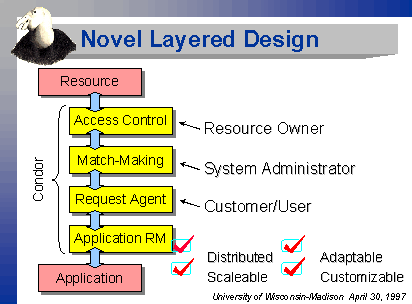 Novel Layered Design
Resource
Access Control
Resource Owner
Match-Making
System Administrator
Condor
Request Agent
Customer/User
Application RM
Distributed
Adaptable
Scaleable
Customizable
Application
University of Wisconsin-Madison April 30, 1997